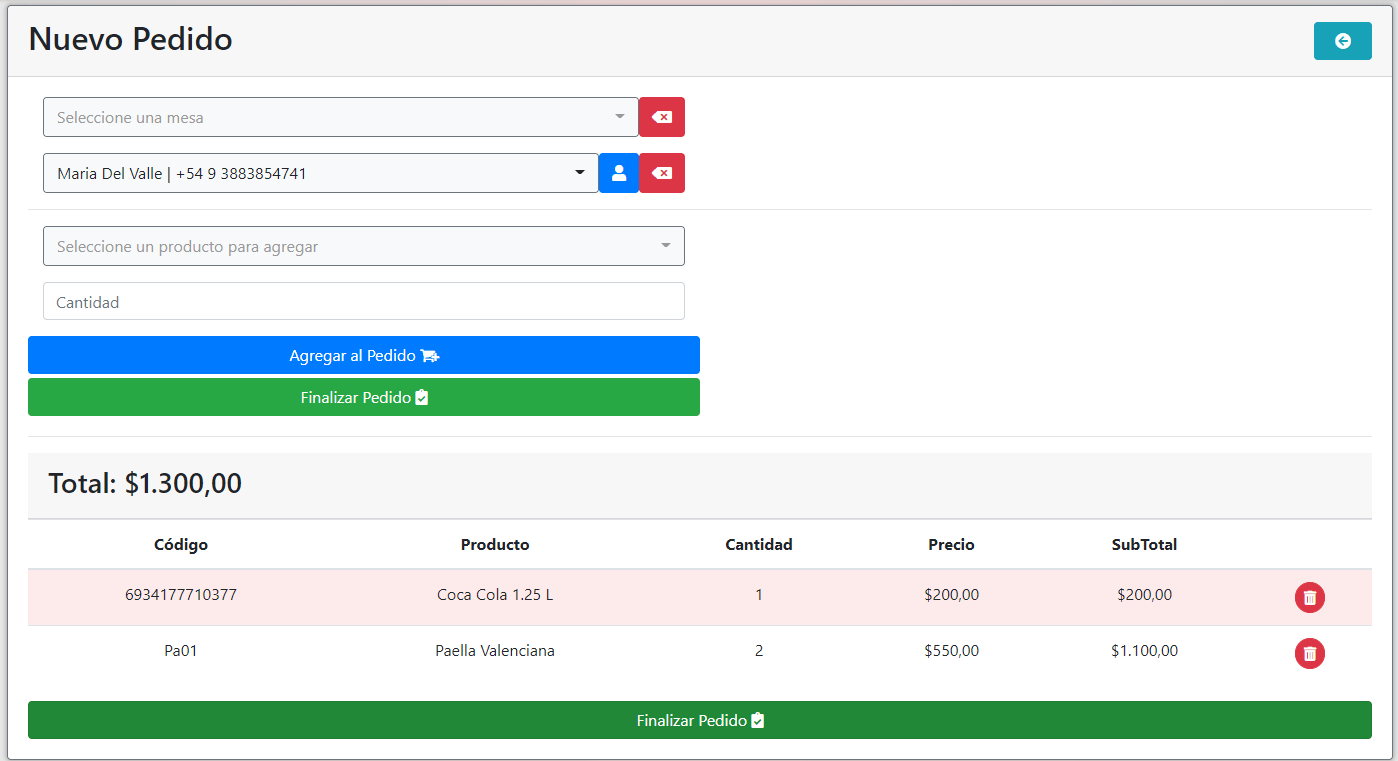 Nuevo Pedido
Seleccione una mesa
Maria Del Valle | +54 9 3883854741
Seleccione un producto para agregar
Cantidad
Agregar al Pedido
Finalizar Pedido
Total: $1.300,00
Código Producto Cantidad Precio SubTotal
6934177710377 Coca Cola 1.25 L 1 $200,00 $200,00
Pa01 Paella Valenciana 2 $550,00 $1.100,00
Finalizar Pedido